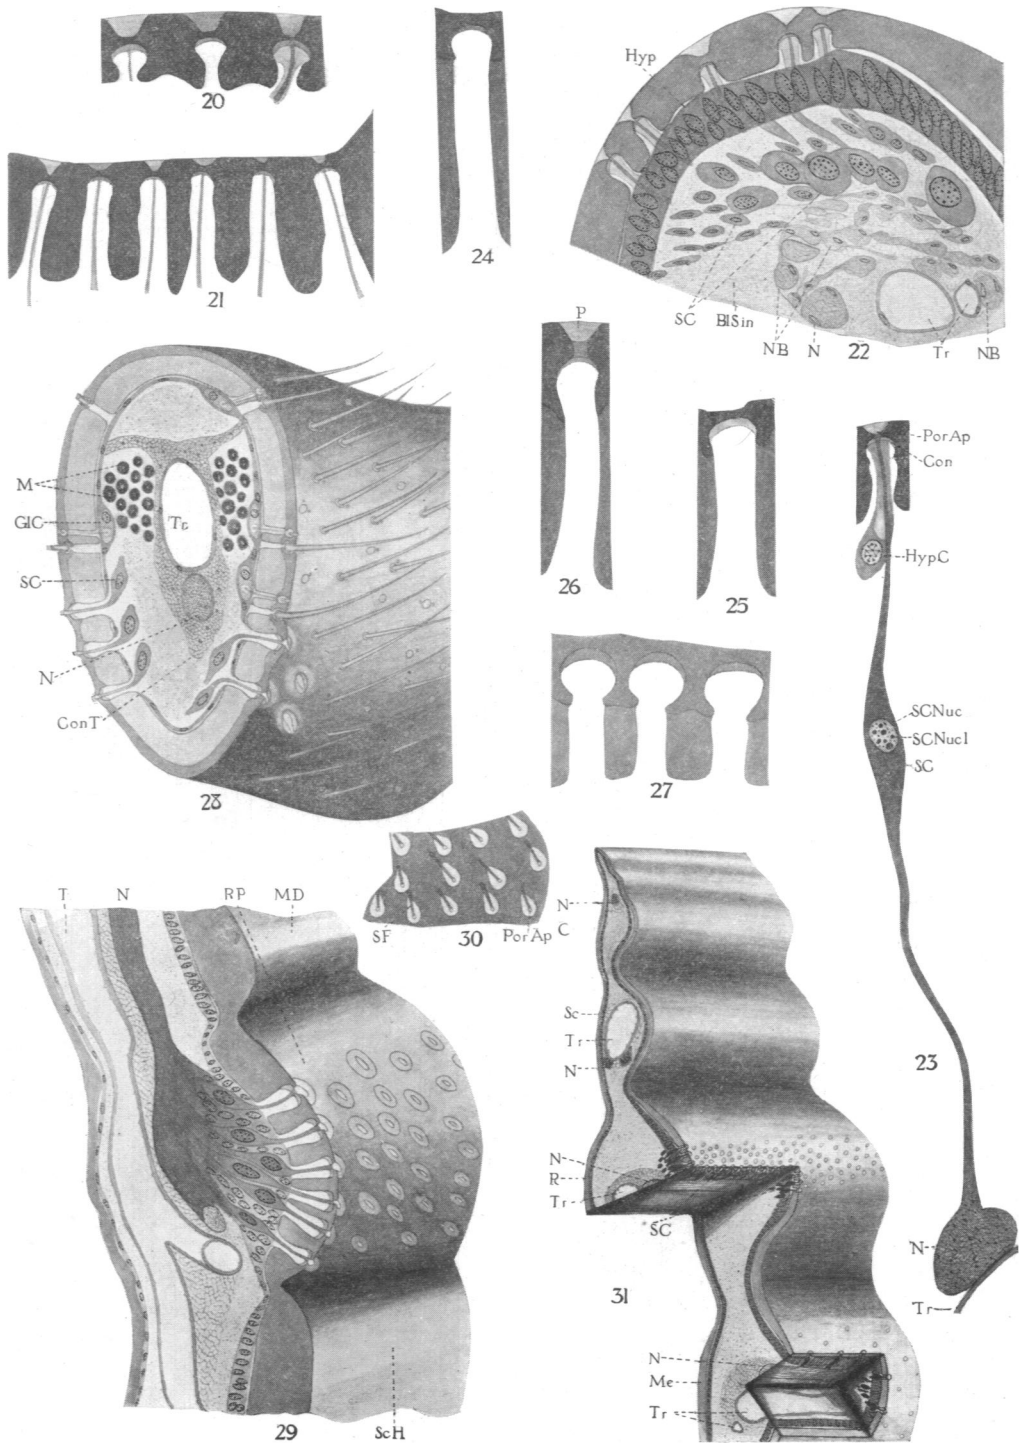 20
21
24
Hyp
SC BlSin
NB N 22 Tr NB
P
26
25
27
PorAp
Con
HypC
SCNuc
SCNucl
SC
23
N
Tr
M
GlC
SC
N
ConT
Tr
28
SF 30 PorAp
T N RP MD
29 ScH
N
C
Sc
Tr
N
N
R
Tr
SC
31
N
Me
Tr